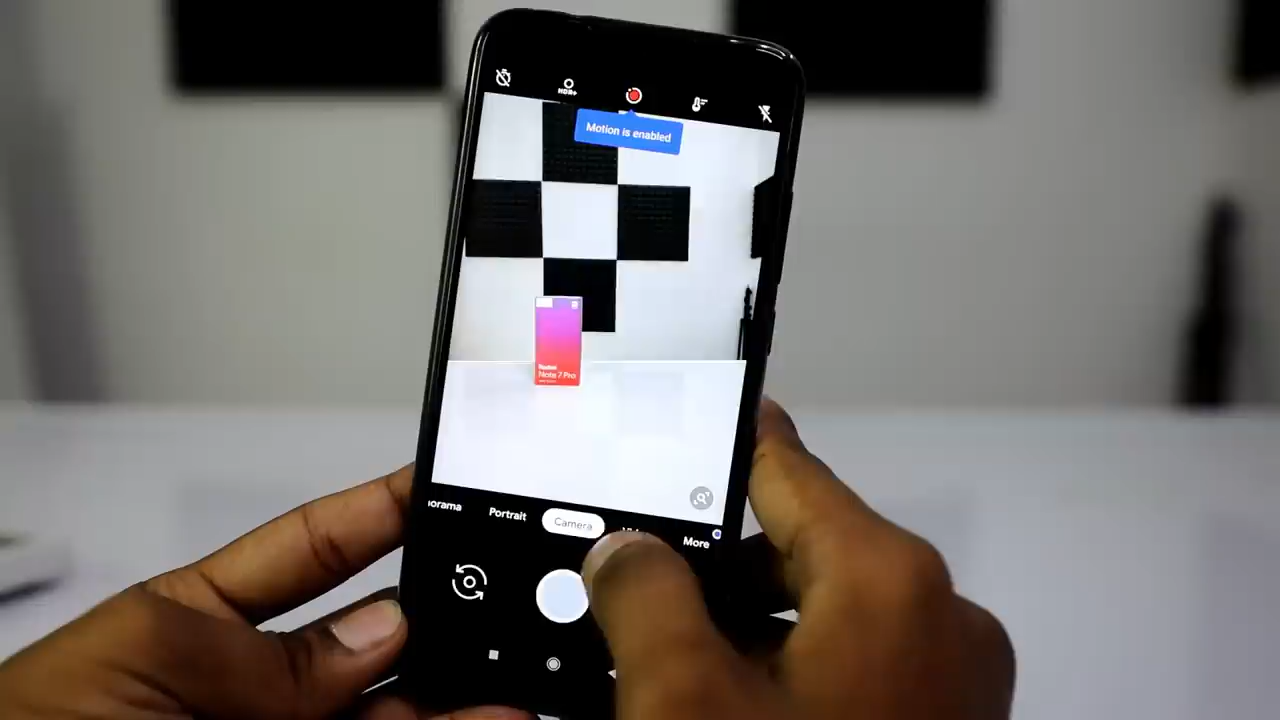 HDR+
Motion is enabled
Redmi
Note 7 Pro
orama
Portrait
Camera
More